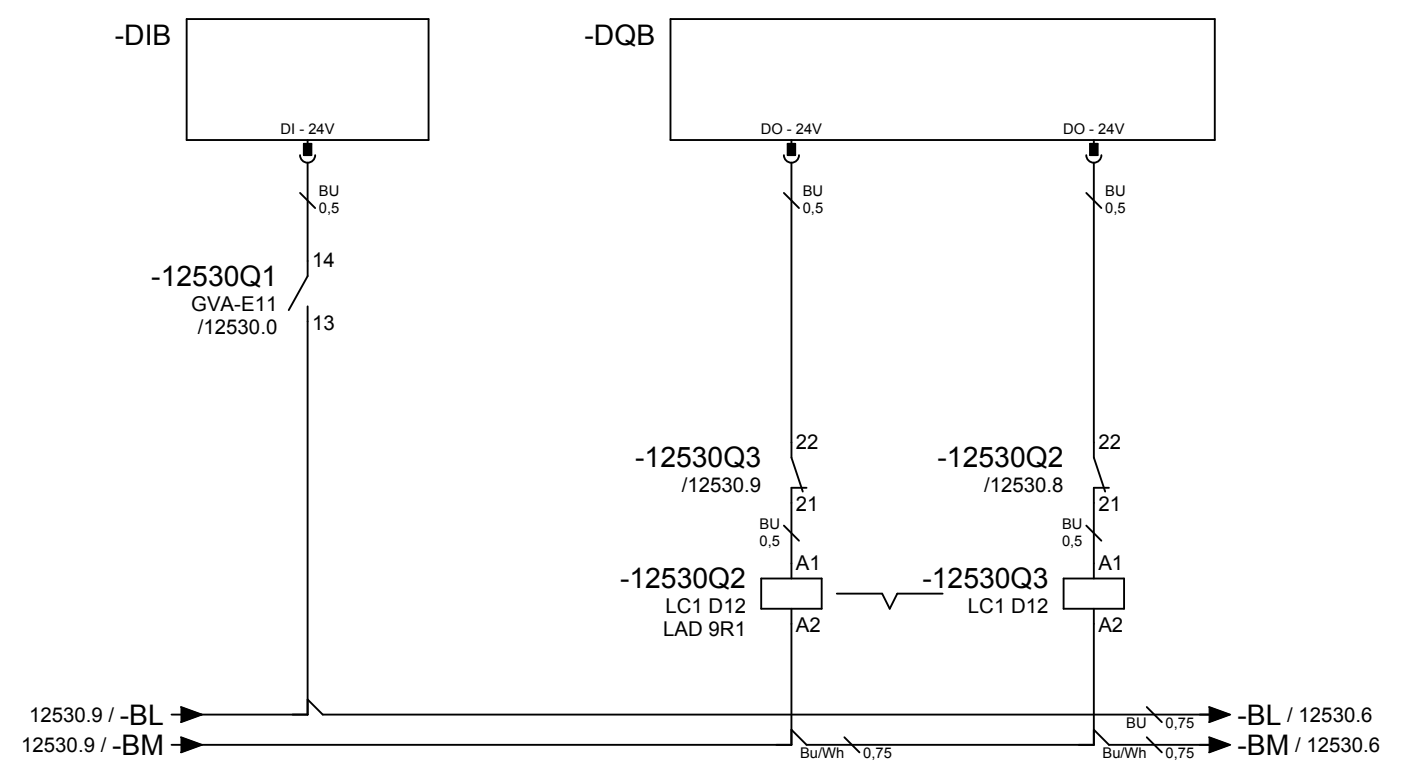 -DIB
-DQB
DI - 24V
DO - 24V
DO - 24V
BU
0,5
BU
0,5
BU
0,5
14
-12530Q1
GVA-E11
/12530.0
13
22
-12530Q3
/12530.9
21
22
-12530Q2
/12530.8
21
BU
0,5
BU
0,5
A1
-12530Q2
LC1 D12
LAD 9R1
A2
A1
-12530Q3
LC1 D12
A2
12530.9 / -BL
BU 0,75
-BL / 12530.6
12530.9 / -BM
Bu/Wh 0,75
Bu/Wh 0,75
-BM / 12530.6